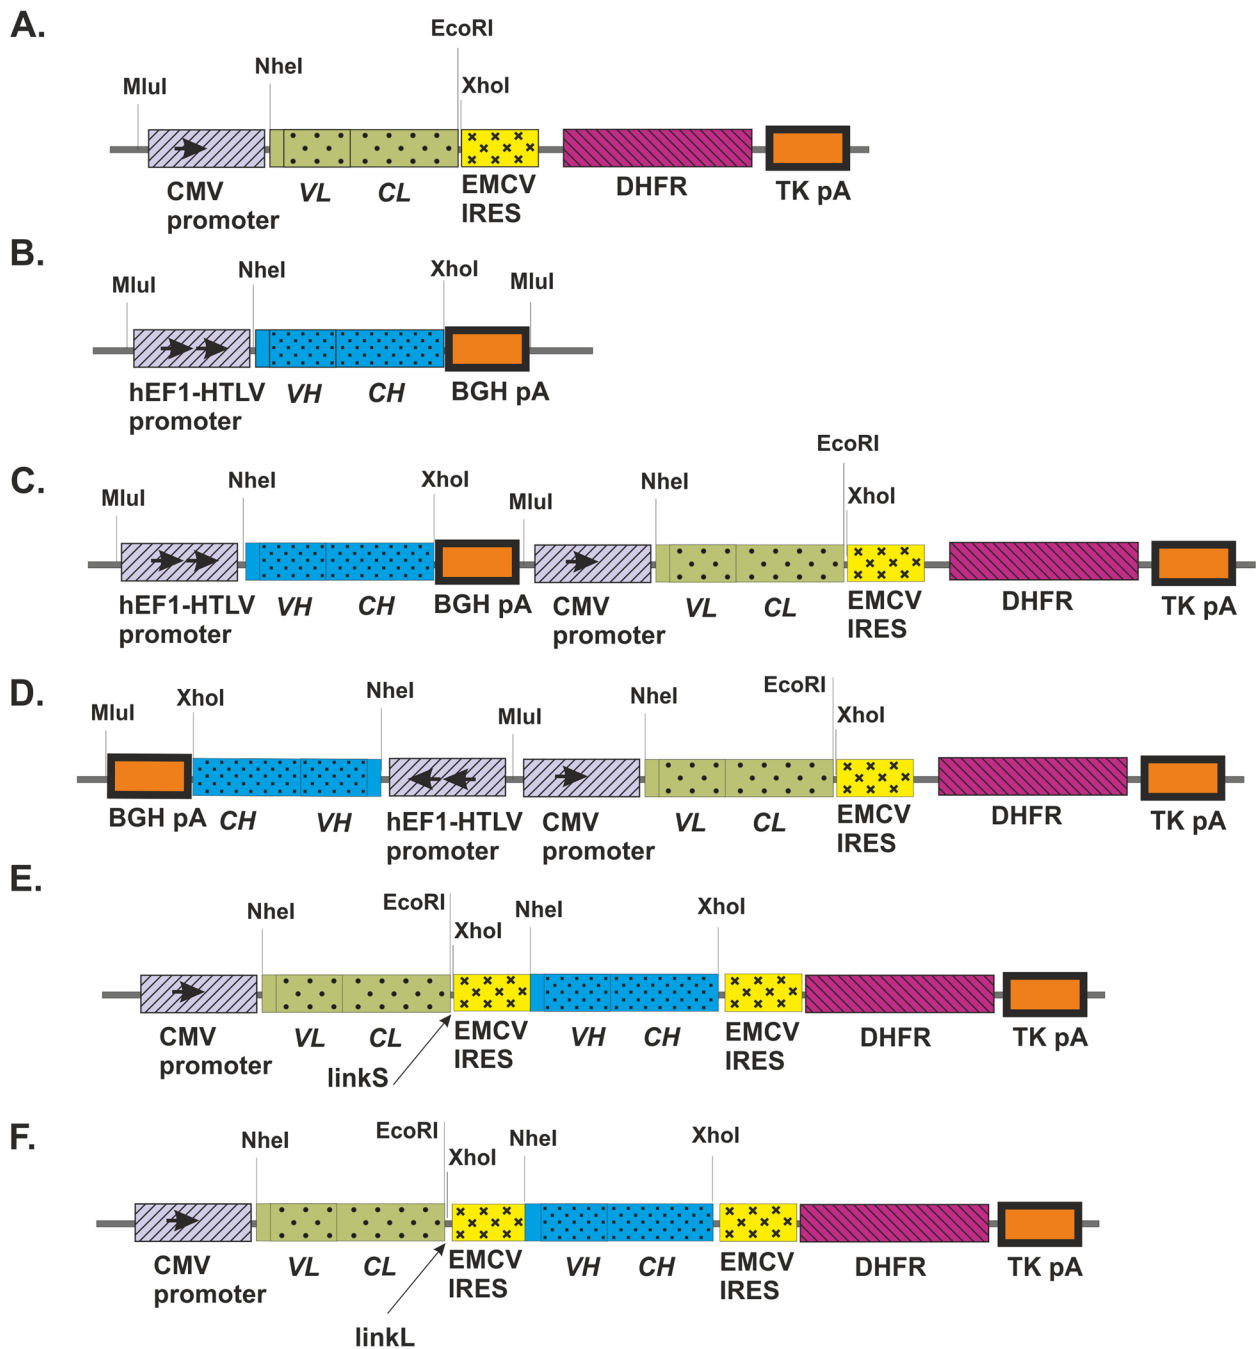 A.
EcoRI
NheI
MluI
XhoI
CMV
promoter
VL
CL
EMCV
IRES
DHFR
TK pA
B.
MluI
NheI
XhoI
MluI
hEF1-HTLV
promoter
VH
CH
BGH pA
C.
EcoRI
MluI
NheI
XhoI
MluI
NheI
XhoI
hEF1-HTLV
promoter
VH
CH
BGH pA
CMV
promoter
VL
CL
EMCV
IRES
DHFR
TK pA
D.
MluI
XhoI
NheI
MluI
NheI
EcoRI
XhoI
BGH pA
CH
VH
hEF1-HTLV
promoter
CMV
promoter
VL
CL
EMCV
IRES
DHFR
TK pA
E.
NheI
EcoRI
XhoI
NheI
XhoI
CMV
promoter
VL
CL
linkS
EMCV
IRES
VH
CH
EMCV
IRES
DHFR
TK pA
F.
NheI
EcoRI
XhoI
NheI
XhoI
CMV
promoter
VL
CL
linkL
EMCV
IRES
VH
CH
EMCV
IRES
DHFR
TK pA